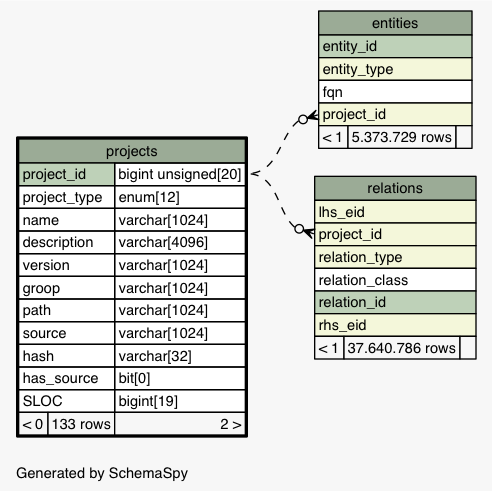 entities
entity_id
entity_type
fqn
project_id
< 1 5.373.729 rows
projects
project_id bigint unsigned[20]
project_type enum[12]
name varchar[1024]
description varchar[4096]
version varchar[1024]
groop varchar[1024]
path varchar[1024]
source varchar[1024]
hash varchar[32]
has_source bit[0]
SLOC bigint[19]
< 0 133 rows 2 >
relations
lhs_eid
project_id
relation_type
relation_class
relation_id
rhs_eid
< 1 37.640.786 rows
Generated by SchemaSpy